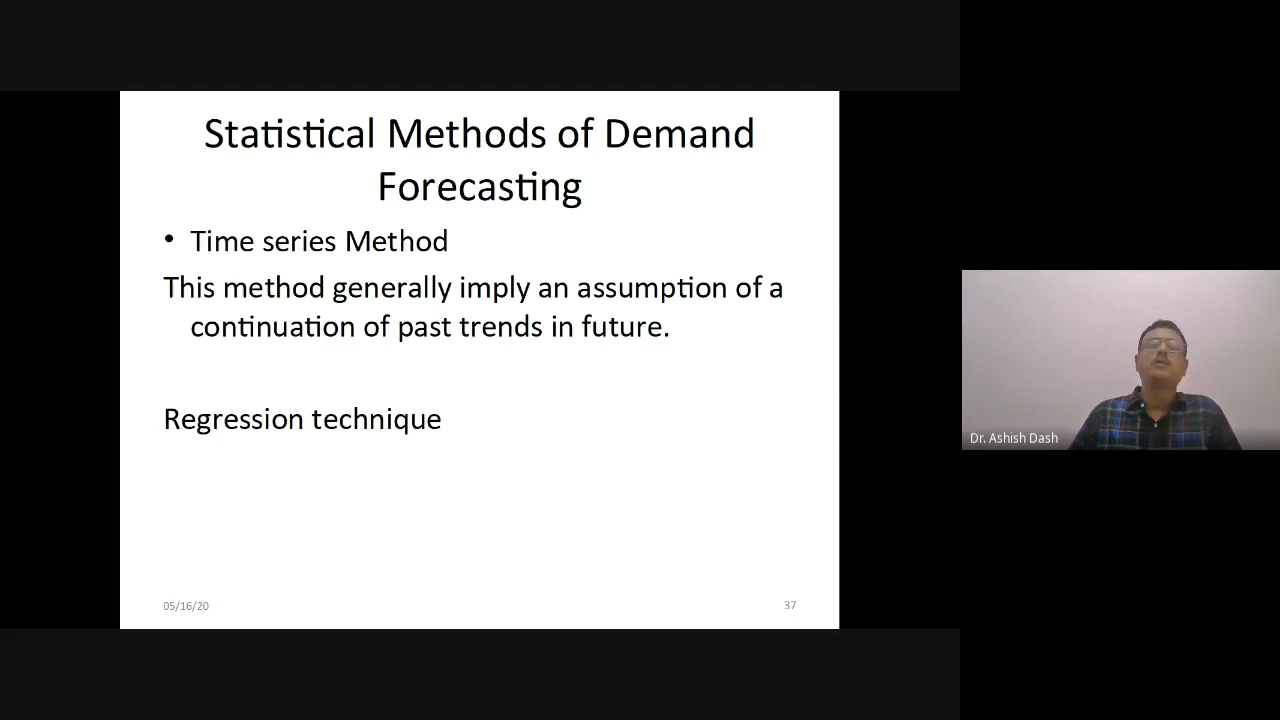 Statistical Methods of Demand
Forecasting
• Time series Method
This method generally imply an assumption of a
continuation of past trends in future.
Regression technique
05/16/20
37
Dr. Ashish Dash